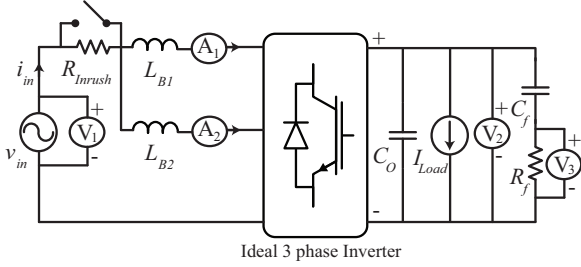 R_Inrush
i_in
L_B1
A_1
+
V_1
-
v_in
L_B2
A_2
+
-
C_O
I_Load
+
V_2
-
C_f
R_f
+
V_3
-
Ideal 3 phase Inverter